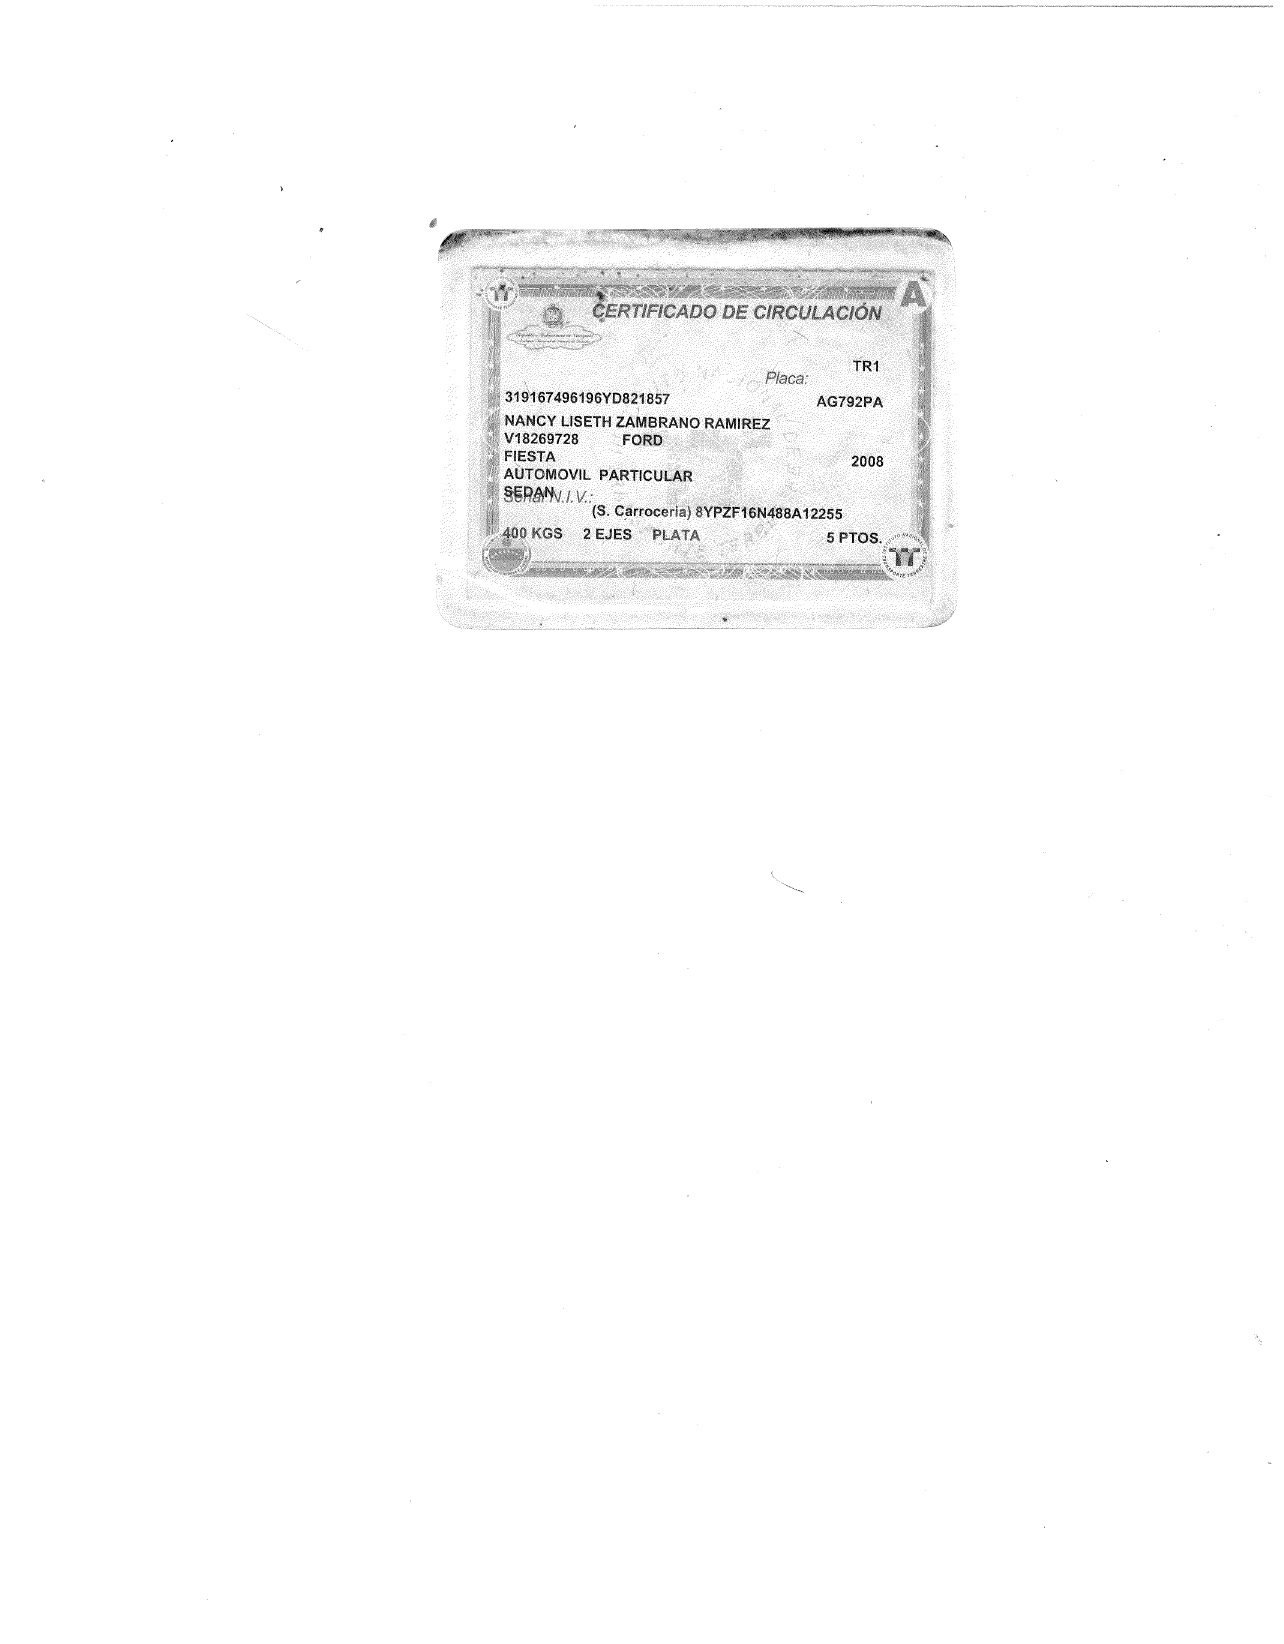 A
CERTIFICADO DE CIRCULACIÓN
TR1
Placa:
319167496196YD821857 AG792PA
NANCY LISETH ZAMBRANO RAMIREZ
V18269728 FORD
FIESTA 2008
AUTOMOVIL PARTICULAR
SEDAN
Serial N.I.V.:
(S. Carroceria) 8YPZF16N488A12255
400 KGS 2 EJES PLATA 5 PTOS.